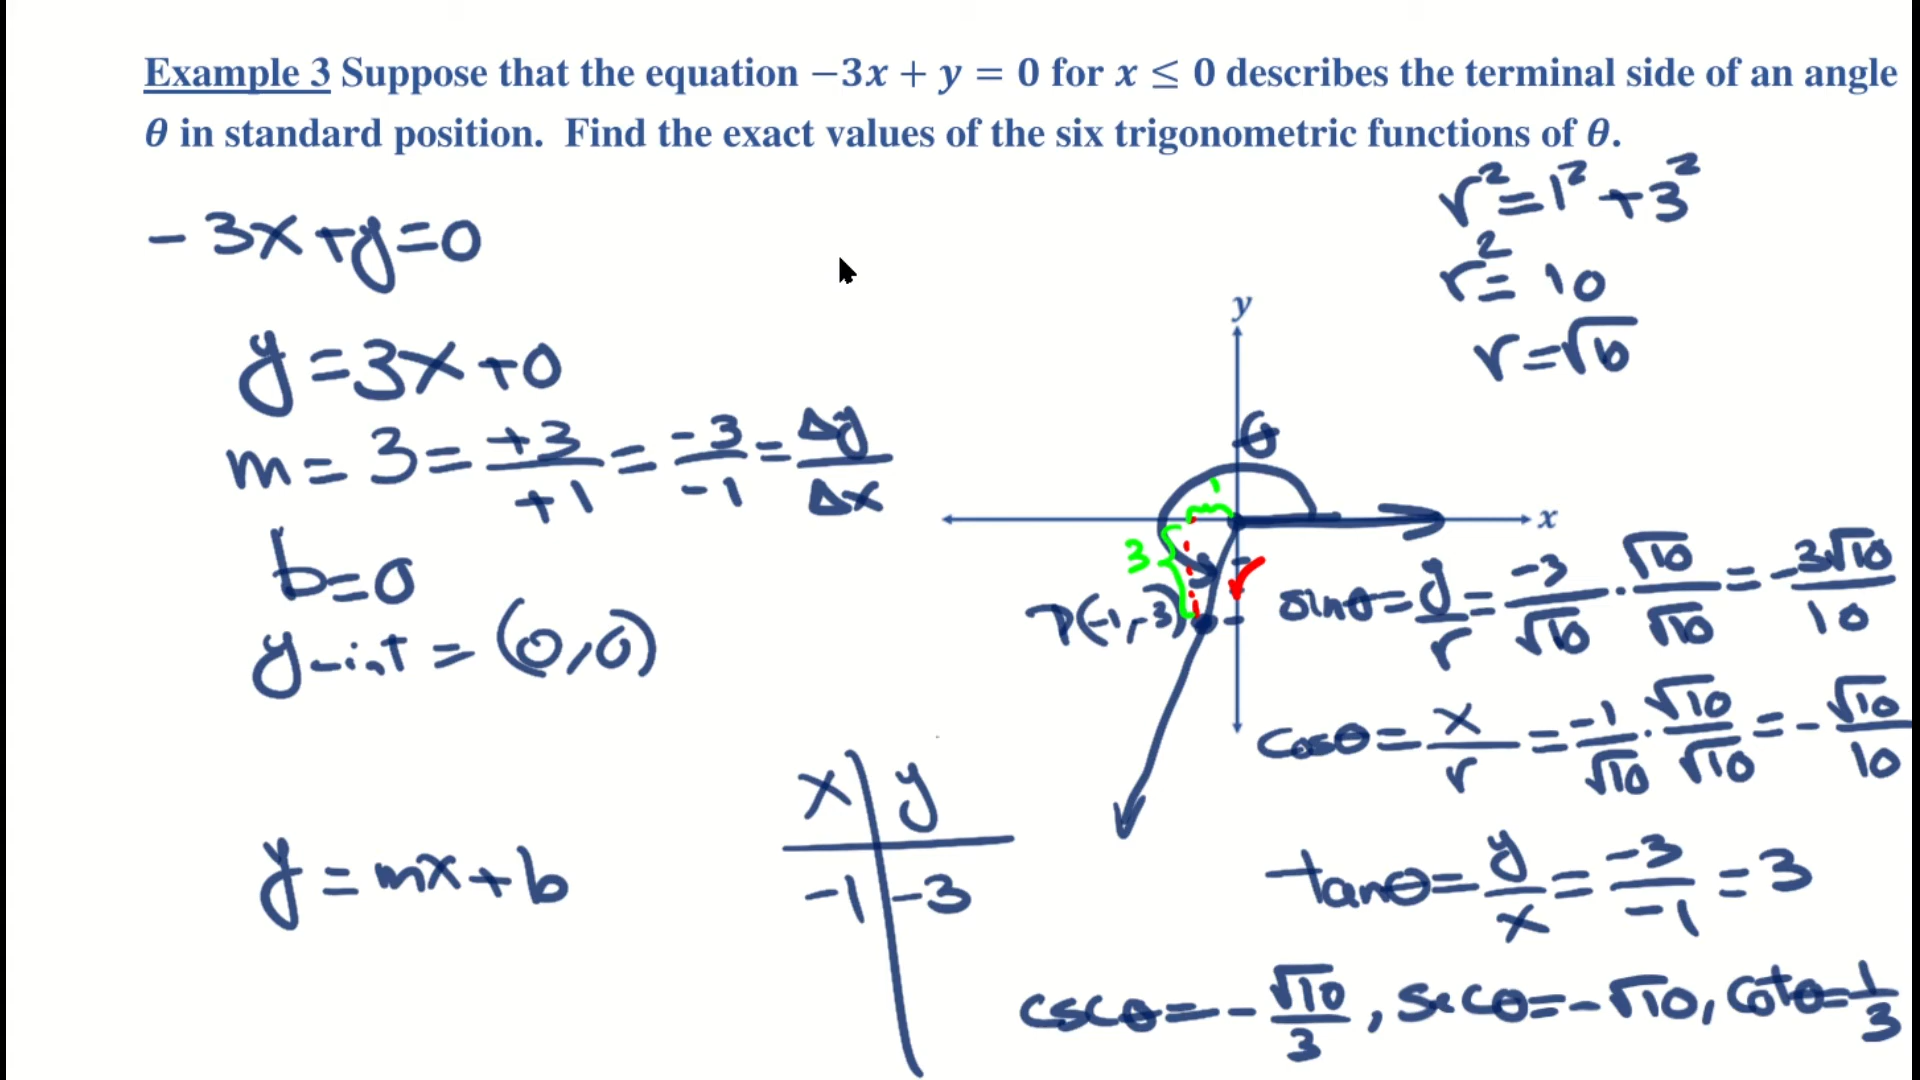 Example 3 Suppose that the equation −3x + y = 0 for x ≤ 0 describes the terminal side of an angle
θ in standard position. Find the exact values of the six trigonometric functions of θ.
-3x+y=0
y=3x+0
m = 3 = +3/+1 = -3/-1 = Δy/Δx
b=0
y-int = (0,0)
y = mx+b
x | y
-1 | -3
r²=1²+3²
r²= 10
r=√10
y
θ
x
1
3
P(-1,-3)
sinθ= y/r = -3/√10 · √10/√10 = -3√10/10
cosθ= x/r = -1/√10 · √10/√10 = -√10/10
tanθ= y/x = -3/-1 = 3
cscθ= -√10/3 , secθ=-√10, cotθ=1/3